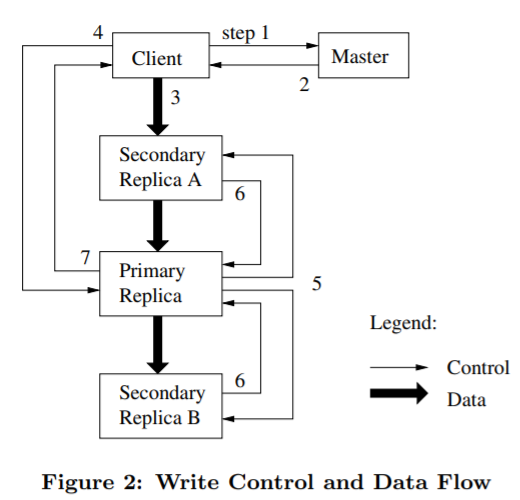 4
step 1
Client
Master
2
3
Secondary
Replica A
6
7
Primary
Replica
5
Legend:
Control
Secondary
Replica B
6
Data
Figure 2: Write Control and Data Flow